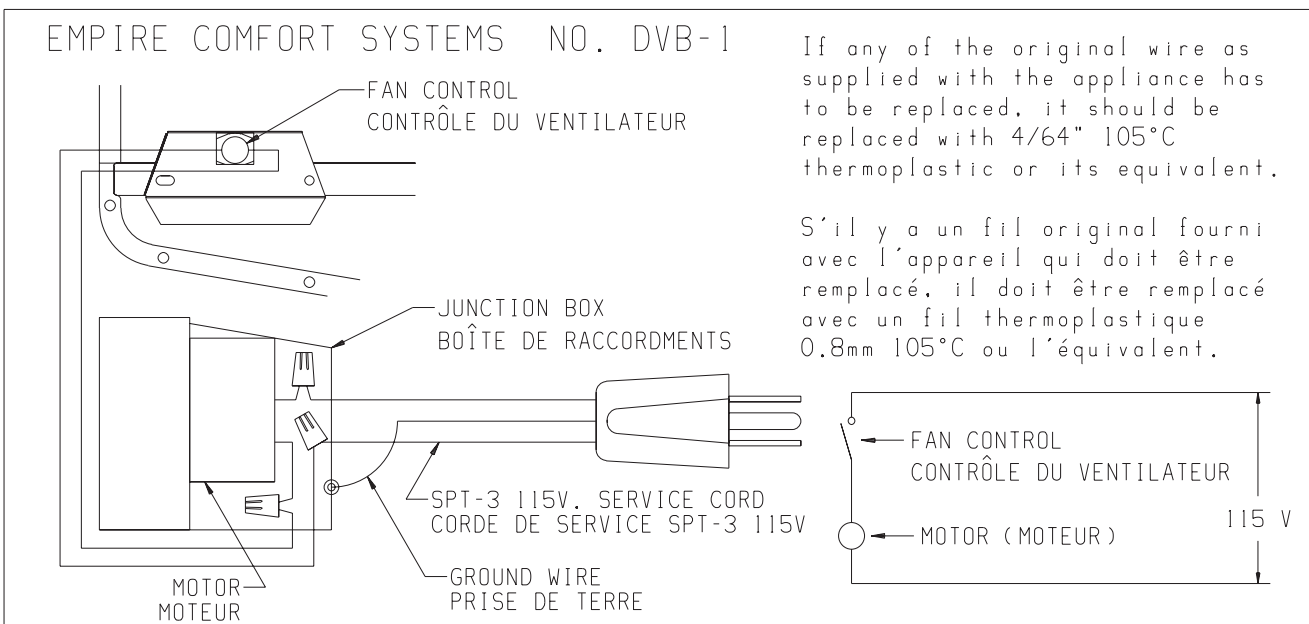 EMPIRE COMFORT SYSTEMS NO. DVB-1
FAN CONTROL
CONTRÔLE DU VENTILATEUR
If any of the original wire as
supplied with the appliance has
to be replaced, it should be
replaced with 4/64" 105°C
thermoplastic or its equivalent.
S'il y a un fil original fourni
avec l'appareil qui doit être
remplacé, il doit être remplacé
avec un fil thermoplastique
0.8mm 105°C ou l'équivalent.
JUNCTION BOX
BOÎTE DE RACCORDMENTS
SPT-3 115V. SERVICE CORD
CORDE DE SERVICE SPT-3 115V
GROUND WIRE
PRISE DE TERRE
MOTOR
MOTEUR
FAN CONTROL
CONTRÔLE DU VENTILATEUR
MOTOR (MOTEUR)
115 V